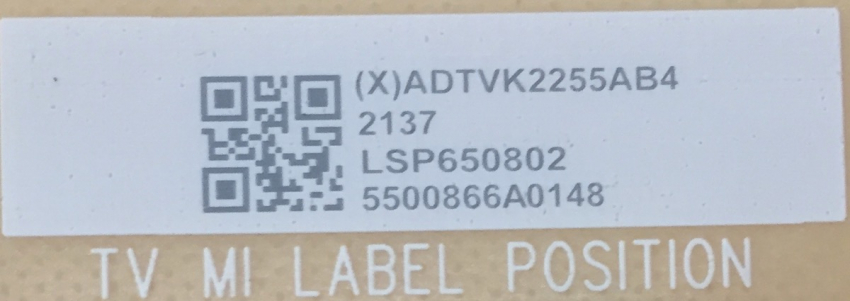 (X)ADTVK2255AB4
2137
LSP650802
5500866A0148
TV MI LABEL POSITION